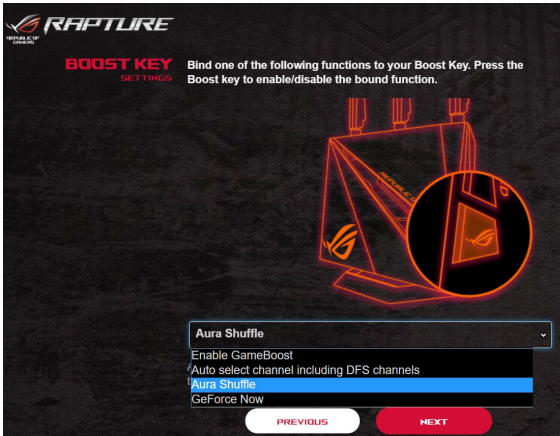 RAPTURE
REPUBLIC OF
GAMERS
BOOST KEY
SETTINGS
Bind one of the following functions to your Boost Key. Press the
Boost key to enable/disable the bound function.
REPUBLIC OF
Aura Shuffle
Enable GameBoost
Auto select channel including DFS channels
Aura Shuffle
GeForce Now
PREVIOUS
NEXT